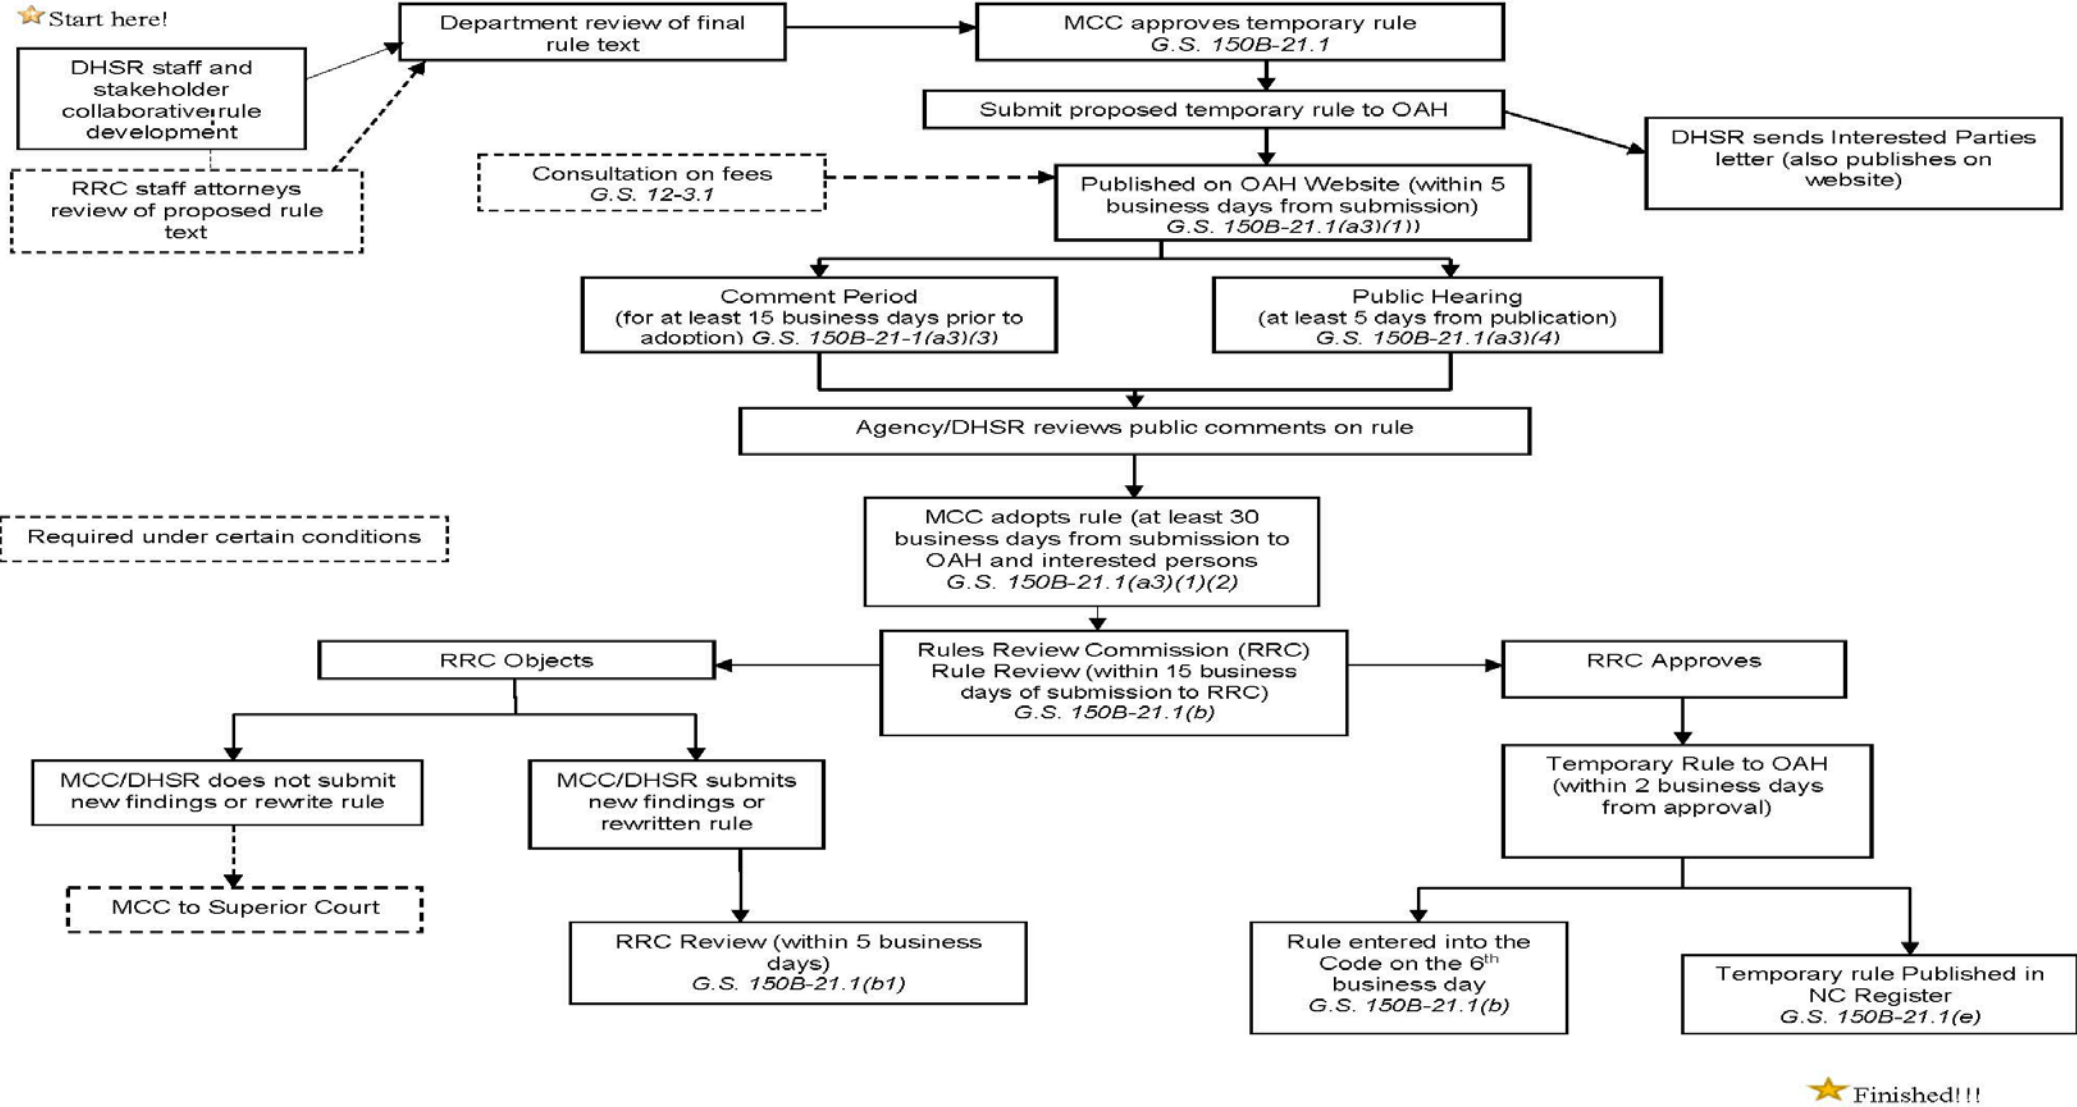 Start here!
Department review of final
rule text
MCC approves temporary rule
G.S. 150B-21.1
DHSR staff and
stakeholder
collaborative rule
development
Submit proposed temporary rule to OAH
DHSR sends Interested Parties
letter (also publishes on
website)
RRC staff attorneys
review of proposed rule
text
Consultation on fees
G.S. 12-3.1
Published on OAH Website (within 5
business days from submission)
G.S. 150B-21.1(a3)(1))
Comment Period
(for at least 15 business days prior to
adoption) G.S. 150B-21-1(a3)(3)
Public Hearing
(at least 5 days from publication)
G.S. 150B-21.1(a3)(4)
Agency/DHSR reviews public comments on rule
Required under certain conditions
MCC adopts rule (at least 30
business days from submission to
OAH and interested persons
G.S. 150B-21.1(a3)(1)(2)
RRC Objects
Rules Review Commission (RRC)
Rule Review (within 15 business
days of submission to RRC)
G.S. 150B-21.1(b)
RRC Approves
MCC/DHSR does not submit
new findings or rewrite rule
MCC/DHSR submits
new findings or
rewritten rule
Temporary Rule to OAH
(within 2 business days
from approval)
MCC to Superior Court
RRC Review (within 5 business
days)
G.S. 150B-21.1(b1)
Rule entered into the
Code on the 6th
business day
G.S. 150B-21.1(b)
Temporary rule Published in
NC Register
G.S. 150B-21.1(e)
Finished!!!